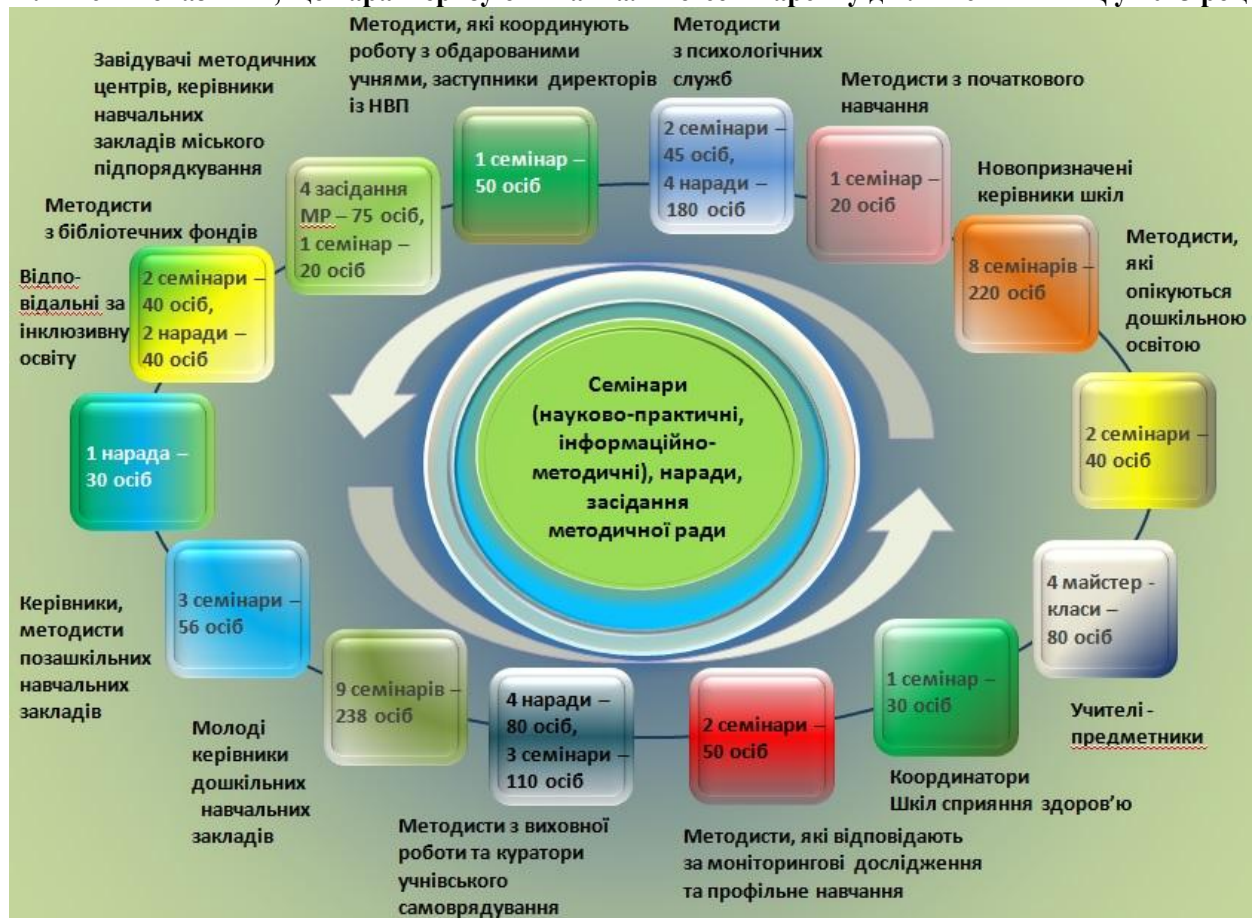 Методисти, які координують
роботу з обдарованими
учнями, заступники директорів
із НВП
1 семінар –
50 осіб
Методисти
з психологічних
служб
2 семінари –
45 осіб,
4 наради –
180 осіб
Методисти з початкового
навчання
1 семінар –
20 осіб
Новопризначені
керівники шкіл
8 семінарів –
220 осіб
Методисти,
які
опікуються
дошкільною
освітою
2 семінари –
40 осіб
4 майстер -
класи –
80 осіб
Учителі -
предметники
1 семінар –
30 осіб
Координатори
Шкіл сприяння здоров’ю
2 семінари –
50 осіб
Методисти, які відповідають
за моніторингові дослідження
та профільне навчання
4 наради –
80 осіб,
3 семінари –
110 осіб
Методисти з виховної
роботи та куратори
учнівського
самоврядування
9 семінарів –
238 осіб
Молоді
керівники
дошкільних
навчальних
закладів
3 семінари –
56 осіб
Керівники,
методисти
позашкільних
навчальних
закладів
1 нарада –
30 осіб
Відпо-
відальні за
інклюзивну
освіту
2 семінари –
40 осіб,
2 наради –
40 осіб
Методисти
з бібліотечних фондів
4 засідання
МР – 75 осіб,
1 семінар –
20 осіб
Завідувачі методичних
центрів, керівники
навчальних
закладів міського
підпорядкування
Семінари
(науково-практичні,
інформаційно-
методичні), наради,
засідання
методичної ради